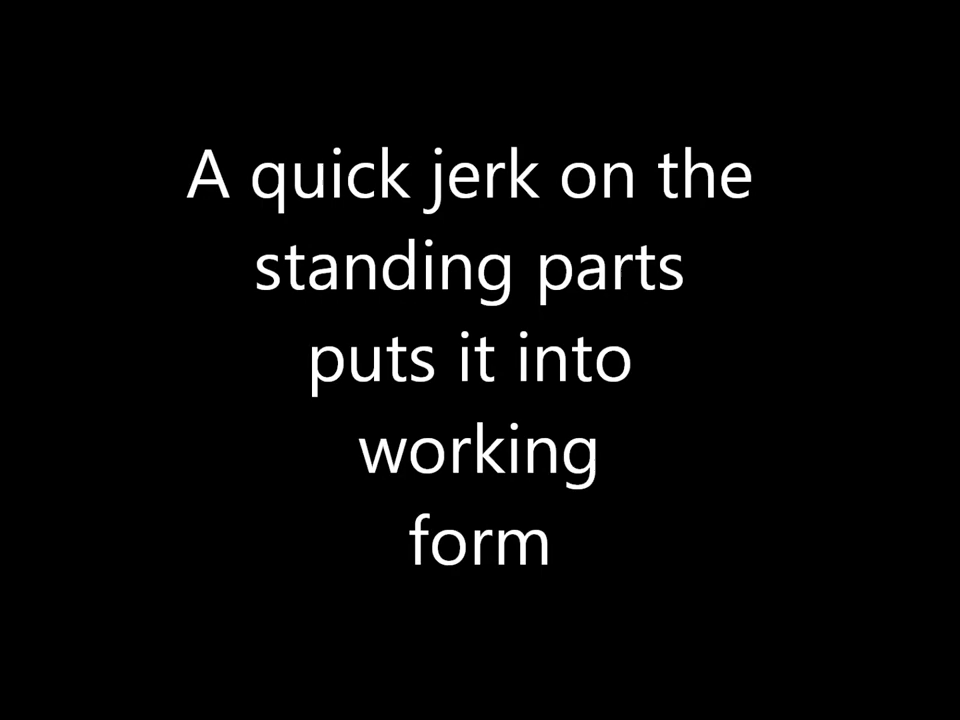 A quick jerk on the
standing parts
puts it into
working
form